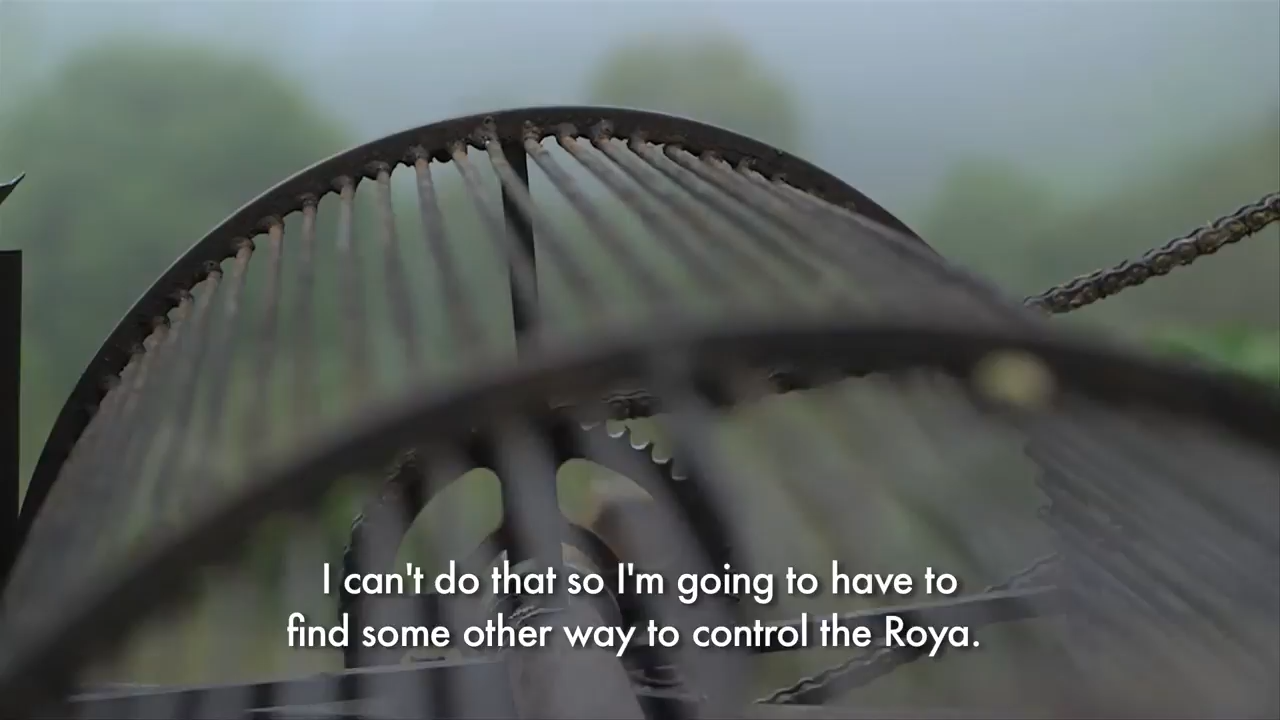 I can't do that so I'm going to have to
find some other way to control the Roya.